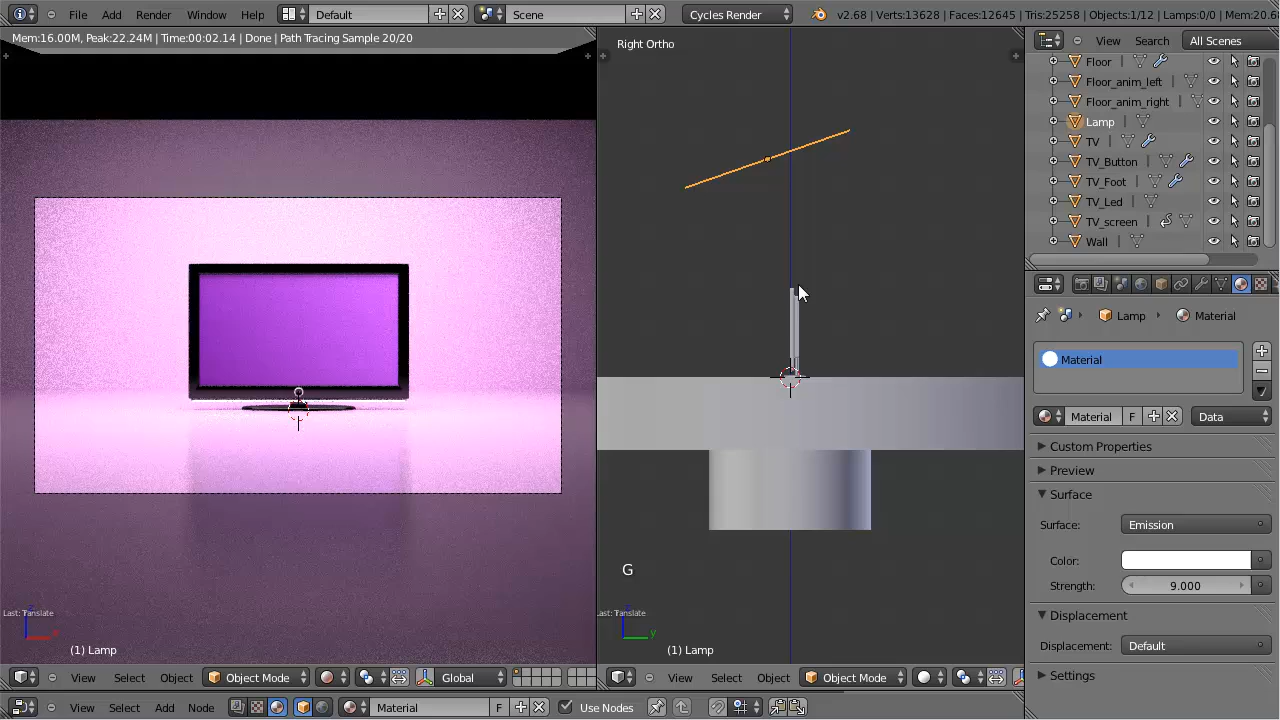 File Add Render Window Help Default Scene Cycles Render v2.68 | Verts:13628 | Faces:12645 | Tris:25258 | Objects:1/12 | Lamps:0/0 | Mem:20.6
Mem:16.00M, Peak:22.24M | Time:00:02.14 | Done | Path Tracing Sample 20/20
Right Ortho
View Search All Scenes
Floor
Floor_anim_left
Floor_anim_right
Lamp
TV
TV_Button
TV_Foot
TV_Led
TV_screen
Wall
Lamp Material
Material
Material F Data
Custom Properties
Preview
Surface
Surface: Emission
Color:
Strength: 9.000
Displacement
Displacement: Default
Settings
G
Last: Translate
x
(1) Lamp
Last: Translate
y
(1) Lamp
View Select Object Object Mode Global
View Select Object Object Mode
View Select Add Node Material F Use Nodes